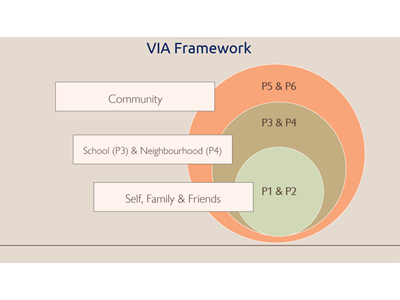 VIA Framework
P5 & P6
Community
P3 & P4
School (P3) & Neighbourhood (P4)
P1 & P2
Self, Family & Friends